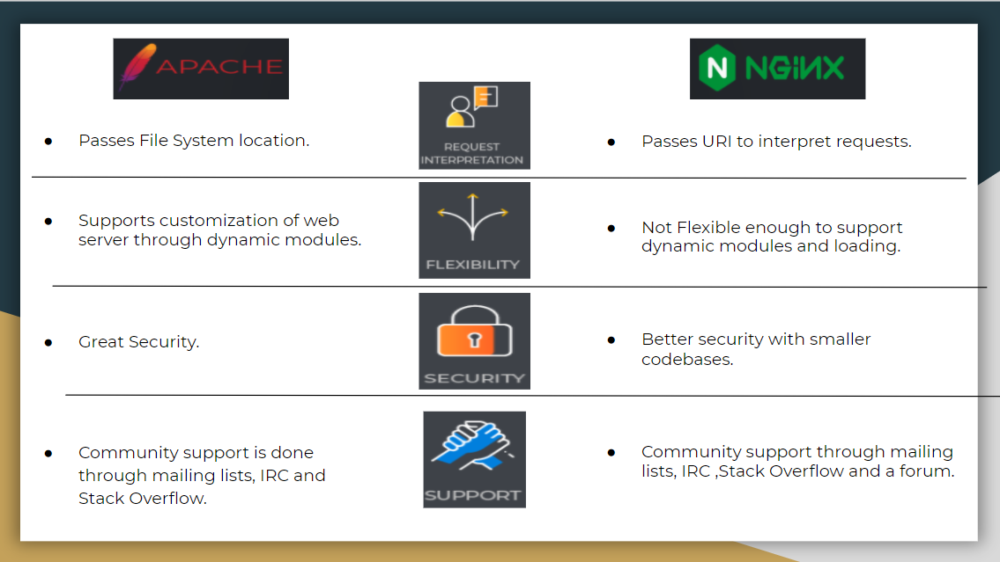 APACHE
NGiNX
N
REQUEST
INTERPRETATION
● Passes File System location.
● Passes URI to interpret requests.
● Supports customization of web
server through dynamic modules.
FLEXIBILITY
● Not Flexible enough to support
dynamic modules and loading.
● Great Security.
SECURITY
● Better security with smaller
codebases.
● Community support is done
through mailing lists, IRC and
Stack Overflow.
SUPPORT
● Community support through mailing
lists, IRC ,Stack Overflow and a forum.